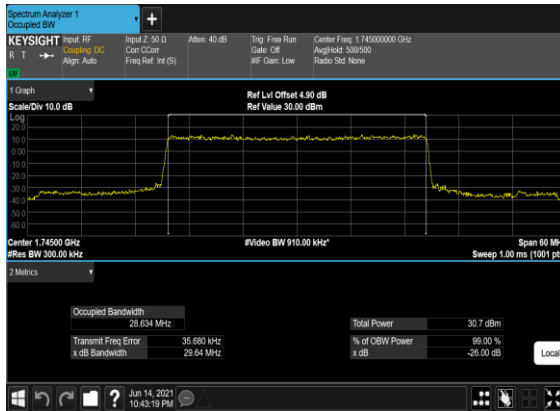 Spectrum Analyzer 1
Occupied BW
KEYSIGHT
R T
Input: RF
Coupling: DC
Align: Auto
Input Z: 50 Ω
Corr CCorr
Freq Ref: Int (S)
Atten: 40 dB
Trig: Free Run
Gate: Off
#IF Gain: Low
Center Freq: 1.745000000 GHz
Avg|Hold: 500/500
Radio Std: None
1 Graph
Scale/Div 10.0 dB
Ref Lvl Offset 4.90 dB
Ref Value 30.00 dBm
Log
20.0
10.0
0.00
-10.0
-20.0
-30.0
-40.0
-50.0
-60.0
Center 1.74500 GHz
#Res BW 300.00 kHz
#Video BW 910.00 kHz*
Span 60 MH
Sweep 1.00 ms (1001 pt
2 Metrics
Occupied Bandwidth
28.634 MHz
Total Power 30.7 dBm
Transmit Freq Error 35.680 kHz
% of OBW Power 99.00 %
x dB Bandwidth 29.64 MHz
x dB -26.00 dB
Local
?
Jun 14, 2021
10:43:19 PM